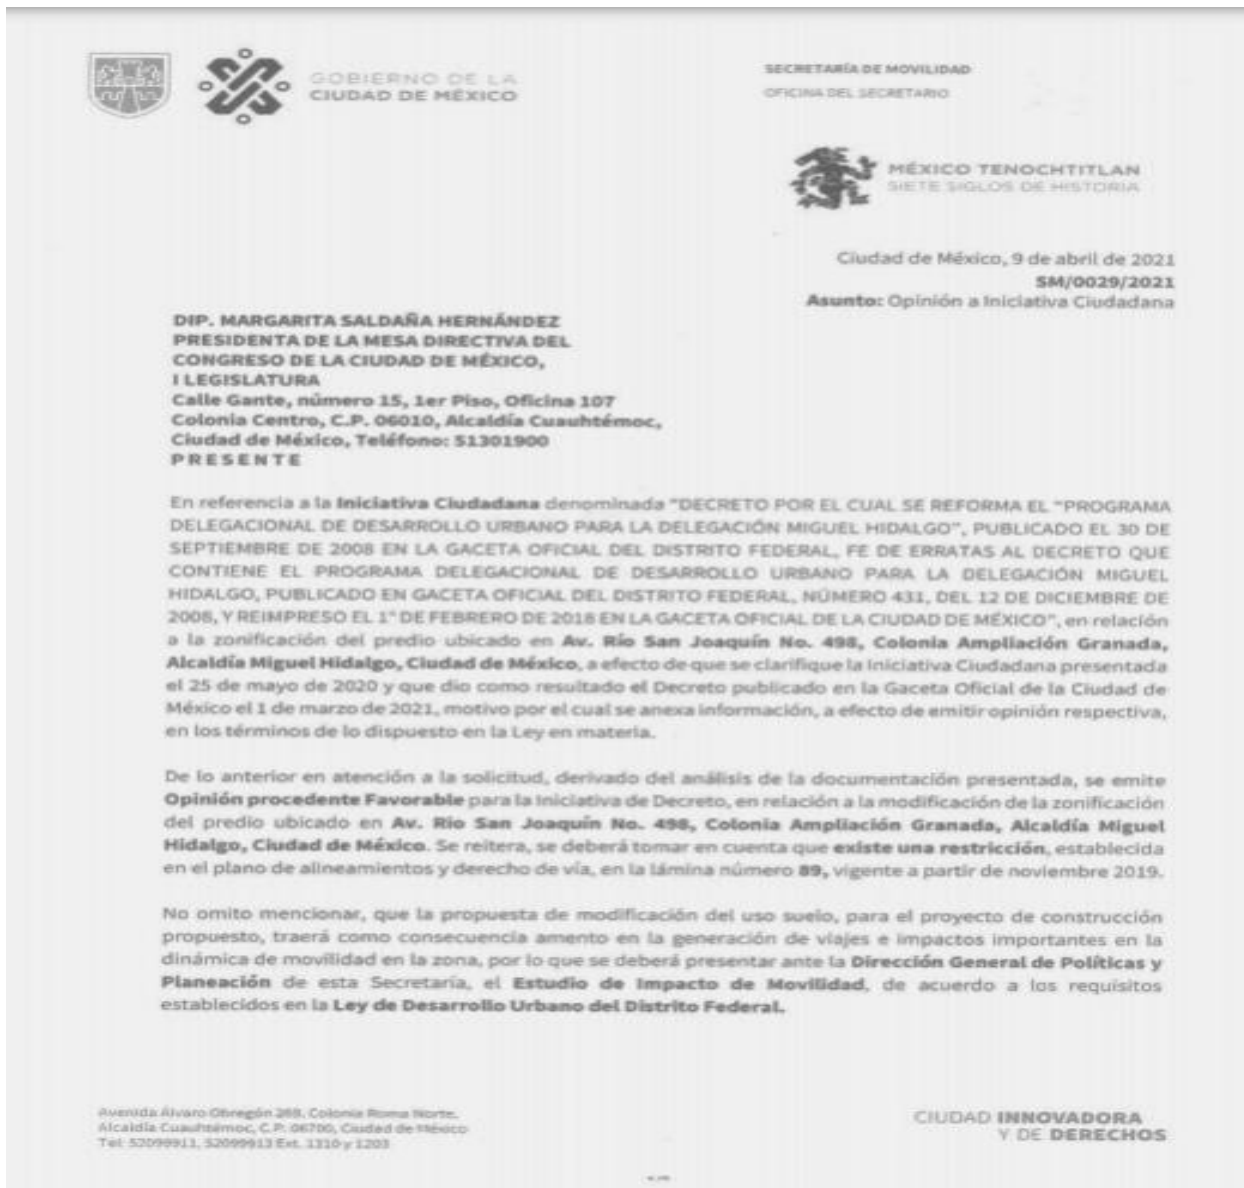 GOBIERNO DE LA
CIUDAD DE MÉXICO
SECRETARÍA DE MOVILIDAD
OFICINA DEL SECRETARIO
MÉXICO TENOCHTITLAN
SIETE SIGLOS DE HISTORIA
Ciudad de México, 9 de abril de 2021
SM/0029/2021
Asunto: Opinión a Iniciativa Ciudadana
DIP. MARGARITA SALDAÑA HERNÁNDEZ
PRESIDENTA DE LA MESA DIRECTIVA DEL
CONGRESO DE LA CIUDAD DE MÉXICO,
I LEGISLATURA
Calle Gante, número 15, 1er Piso, Oficina 107
Colonia Centro, C.P. 06010, Alcaldía Cuauhtémoc,
Ciudad de México, Teléfono: 51301900
PRESENTE
En referencia a la Iniciativa Ciudadana denominada "DECRETO POR EL CUAL SE REFORMA EL "PROGRAMA
DELEGACIONAL DE DESARROLLO URBANO PARA LA DELEGACIÓN MIGUEL HIDALGO", PUBLICADO EL 30 DE
SEPTIEMBRE DE 2008 EN LA GACETA OFICIAL DEL DISTRITO FEDERAL, FE DE ERRATAS AL DECRETO QUE
CONTIENE EL PROGRAMA DELEGACIONAL DE DESARROLLO URBANO PARA LA DELEGACIÓN MIGUEL
HIDALGO, PUBLICADO EN GACETA OFICIAL DEL DISTRITO FEDERAL, NÚMERO 431, DEL 12 DE DICIEMBRE DE
2008, Y REIMPRESO EL 1° DE FEBRERO DE 2018 EN LA GACETA OFICIAL DE LA CIUDAD DE MÉXICO", en relación
a la zonificación del predio ubicado en Av. Río San Joaquín No. 498, Colonia Ampliación Granada,
Alcaldía Miguel Hidalgo, Ciudad de México, a efecto de que se clarifique la Iniciativa Ciudadana presentada
el 25 de mayo de 2020 y que dio como resultado el Decreto publicado en la Gaceta Oficial de la Ciudad de
México el 1 de marzo de 2021, motivo por el cual se anexa información, a efecto de emitir opinión respectiva,
en los términos de lo dispuesto en la Ley en materia.
De lo anterior en atención a la solicitud, derivado del análisis de la documentación presentada, se emite
Opinión procedente Favorable para la Iniciativa de Decreto, en relación a la modificación de la zonificación
del predio ubicado en Av. Rio San Joaquín No. 498, Colonia Ampliación Granada, Alcaldía Miguel
Hidalgo, Ciudad de México. Se reitera, se deberá tomar en cuenta que existe una restricción, establecida
en el plano de alineamientos y derecho de vía, en la lámina número 89, vigente a partir de noviembre 2019.
No omito mencionar, que la propuesta de modificación del uso suelo, para el proyecto de construcción
propuesto, traerá como consecuencia amento en la generación de viajes e impactos importantes en la
dinámica de movilidad en la zona, por lo que se deberá presentar ante la Dirección General de Políticas y
Planeación de esta Secretaría, el Estudio de Impacto de Movilidad, de acuerdo a los requisitos
establecidos en la Ley de Desarrollo Urbano del Distrito Federal.
Avenida Álvaro Obregón 269, Colonia Roma Norte,
Alcaldía Cuauhtémoc, C.P. 06700, Ciudad de México
Tel: 52099911, 52099913 Ext. 1310 y 1203
CIUDAD INNOVADORA
Y DE DERECHOS